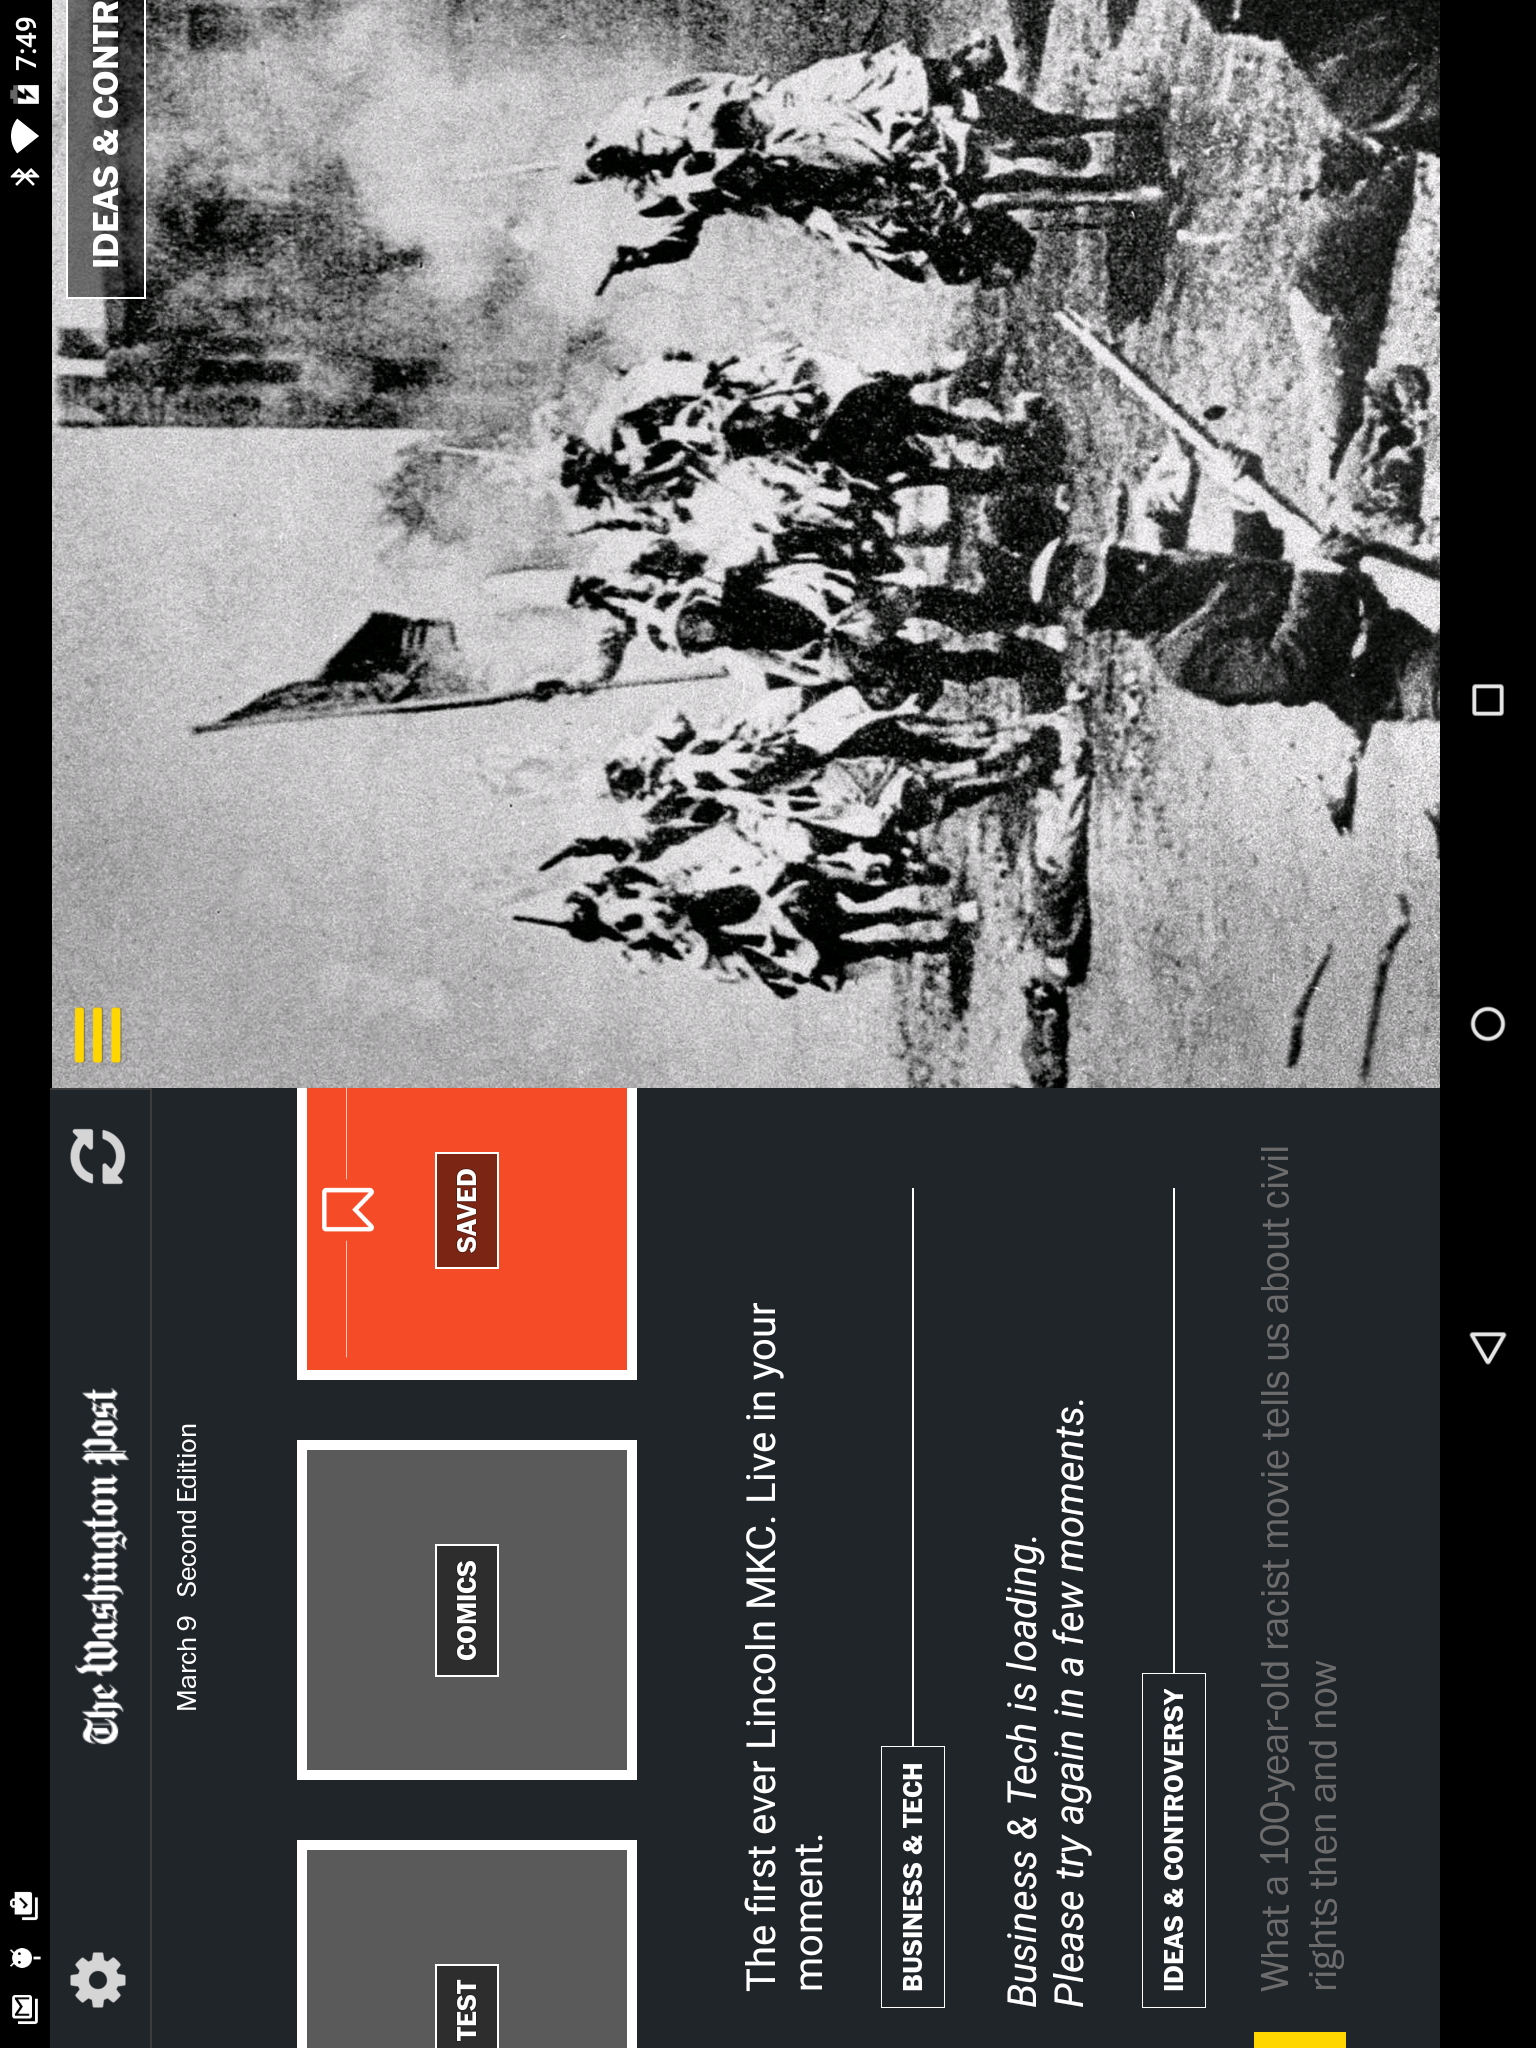 7:49
The Washington Post
March 9 Second Edition
TEST
COMICS
SAVED
The first ever Lincoln MKC. Live in your
moment.
BUSINESS & TECH
Business & Tech is loading.
Please try again in a few moments.
IDEAS & CONTROVERSY
What a 100-year-old racist movie tells us about civil
rights then and now
IDEAS & CONTR